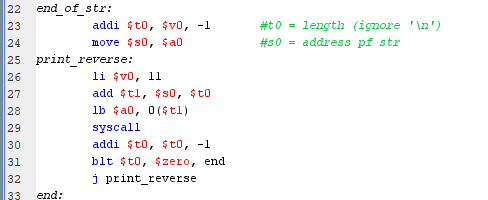 22 end_of_str:
23 addi $t0, $v0, -1 #t0 = length (ignore '\n')
24 move $s0, $a0 #s0 = address pf str
25 print_reverse:
26 li $v0, 11
27 add $t1, $s0, $t0
28 lb $a0, 0($t1)
29 syscall
30 addi $t0, $t0, -1
31 blt $t0, $zero, end
32 j print_reverse
33 end: